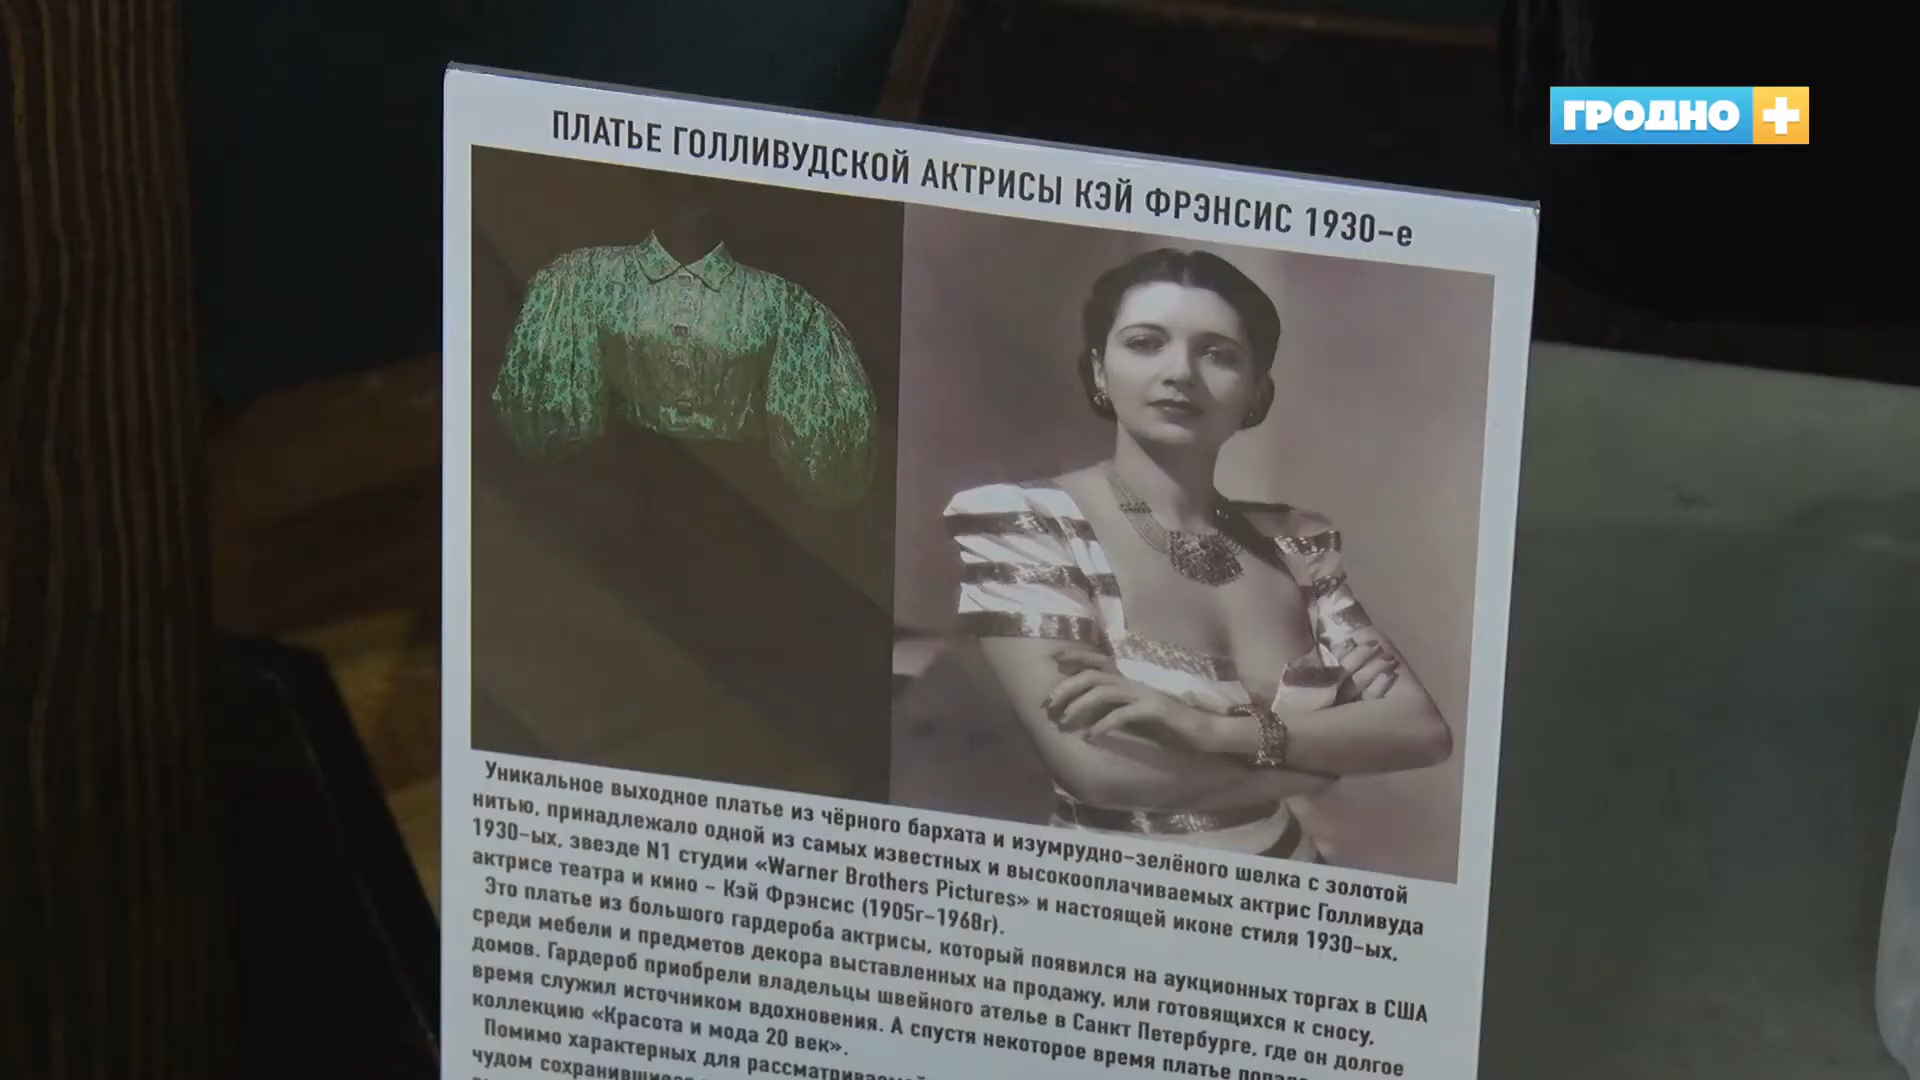 ГРОДНО +
ПЛАТЬЕ ГОЛЛИВУДСКОЙ АКТРИСЫ КЭЙ ФРЭНСИС 1930-е
Уникальное выходное платье из чёрного бархата и изумрудно-зелёного шелка с золотой
нитью, принадлежало одной из самых известных и высокооплачиваемых актрис Голливуда
1930-ых, звезде N1 студии «Warner Brothers Pictures» и настоящей иконе стиля 1930-ых,
актрисе театра и кино - Кэй Фрэнсис (1905г-1968г).
Это платье из большого гардероба актрисы, который появился на аукционных торгах в США
среди мебели и предметов декора выставленных на продажу, или готовящихся к сносу,
домов. Гардероб приобрели владельцы швейного ателье в Санкт Петербурге, где он долгое
время служил источником вдохновения. А спустя некоторое время платье
коллекцию «Красота и мода 20 век».
Помимо характерных для
чудом